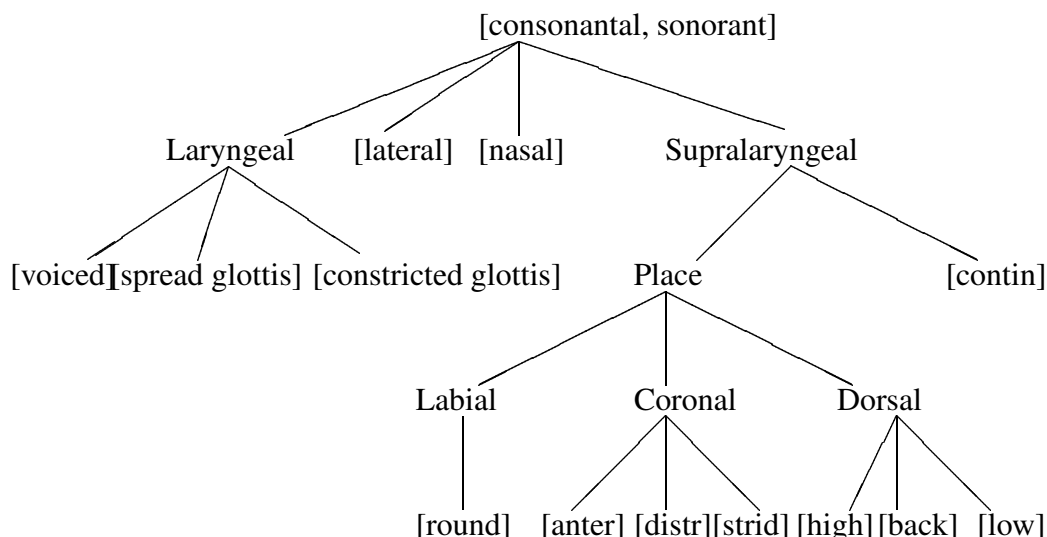 [consonantal, sonorant]
Laryngeal [lateral] [nasal] Supralaryngeal
[voiced] [spread glottis] [constricted glottis] Place [contin]
Labial Coronal Dorsal
[round] [anter] [distr] [strid] [high] [back] [low]